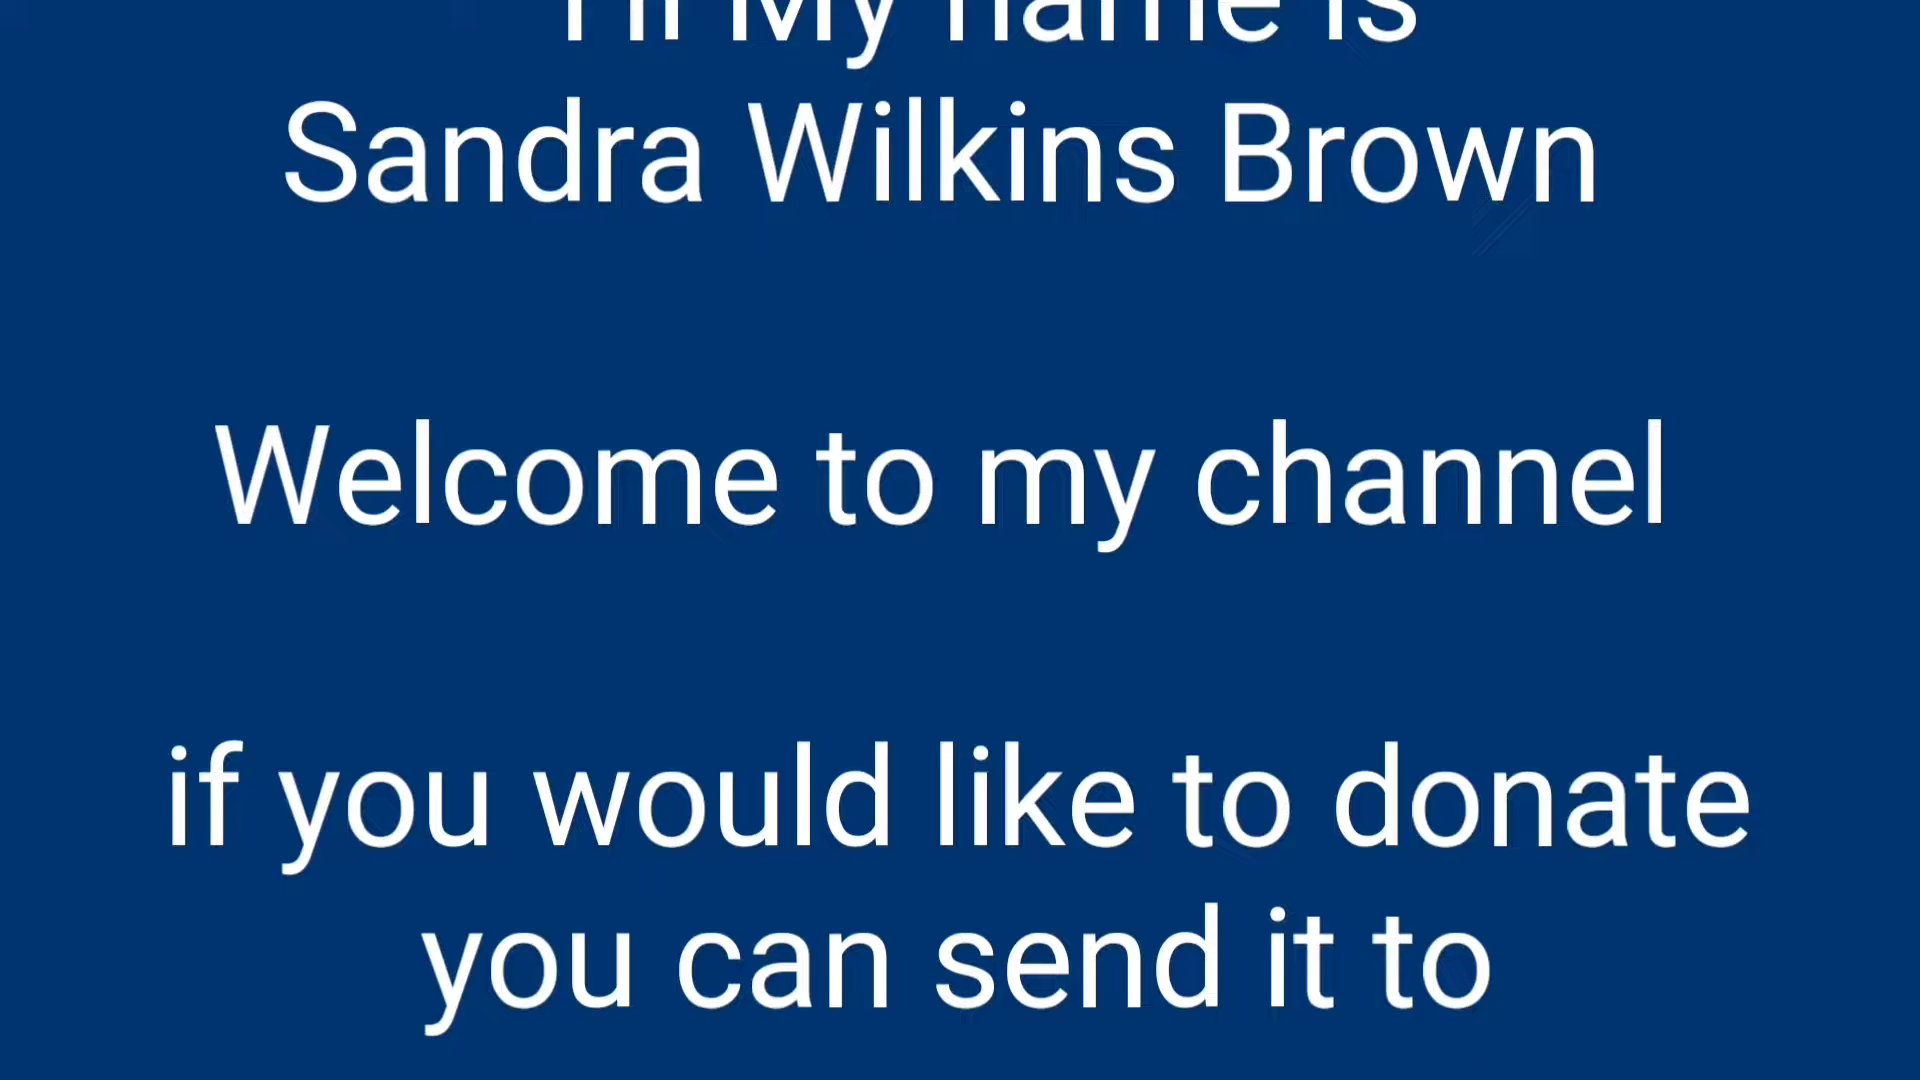 Hi My name is
Sandra Wilkins Brown
Welcome to my channel
if you would like to donate
you can send it to